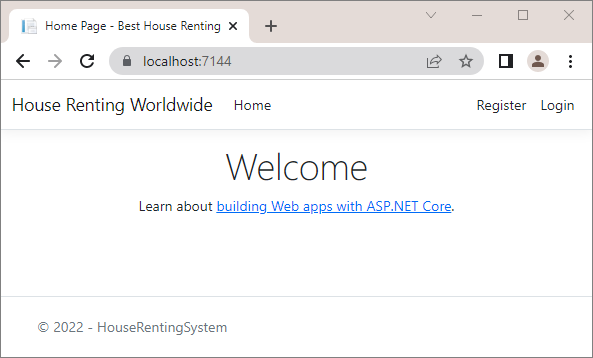 Home Page - Best House Renting
localhost:7144
House Renting Worldwide Home Register Login
Welcome
Learn about building Web apps with ASP.NET Core.
© 2022 - HouseRentingSystem